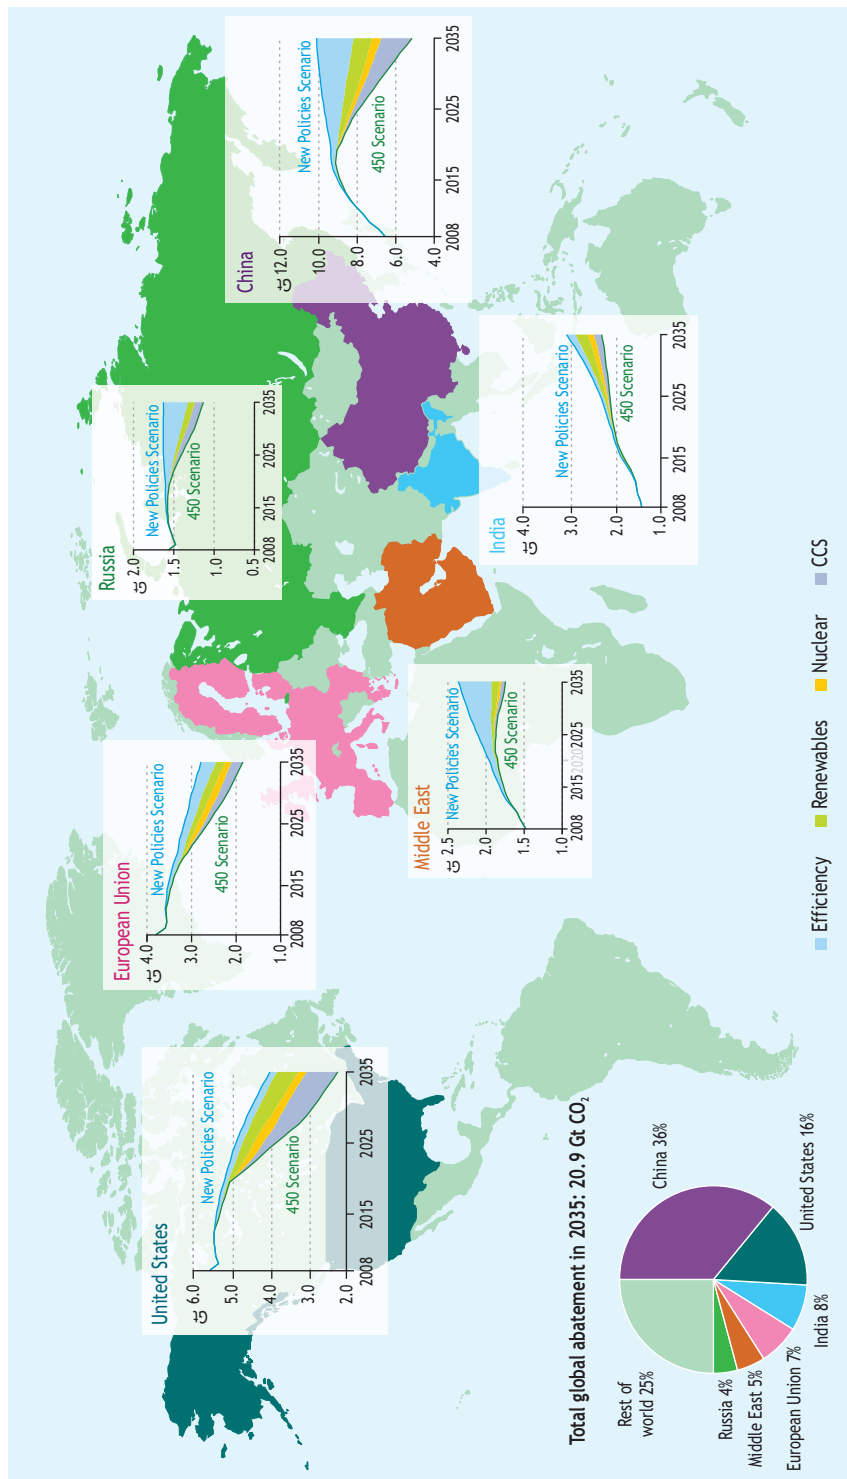 United States
Gt
6.0
5.0
4.0
3.0
2.0
2008
2015
2025
2035
New Policies Scenario
450 Scenario
European Union
Gt
4.0
3.0
2.0
1.0
2008
2015
2025
2035
New Policies Scenario
450 Scenario
Russia
Gt
2.0
1.5
1.0
0.5
2008
2015
2025
2035
New Policies Scenario
450 Scenario
China
Gt
12.0
10.0
8.0
6.0
4.0
2008
2015
2025
2035
New Policies Scenario
450 Scenario
Middle East
Gt
2.5
2.0
1.5
1.0
2008
2015
2020
2025
2035
New Policies Scenario
450 Scenario
India
Gt
4.0
3.0
2.0
1.0
2008
2015
2025
2035
New Policies Scenario
450 Scenario
Total global abatement in 2035: 20.9 Gt CO₂
Rest of
world 25%
China 36%
Russia 4%
Middle East 5%
European Union 7%
India 8%
United States 16%
Efficiency
Renewables
Nuclear
CCS